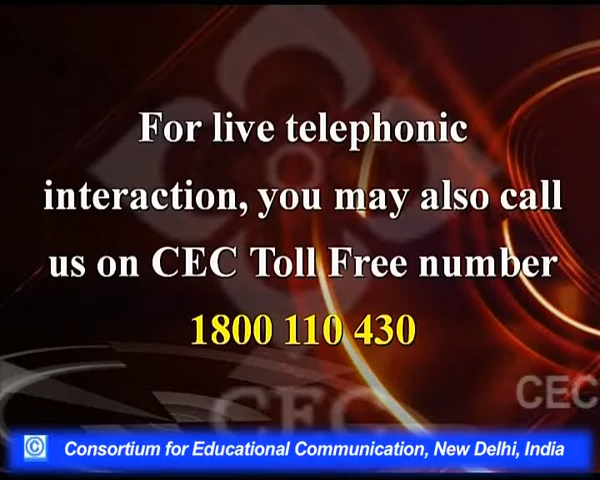 For live telephonic
interaction, you may also call
us on CEC Toll Free number
1800 110 430
CEC
CEC
© Consortium for Educational Communication, New Delhi, India